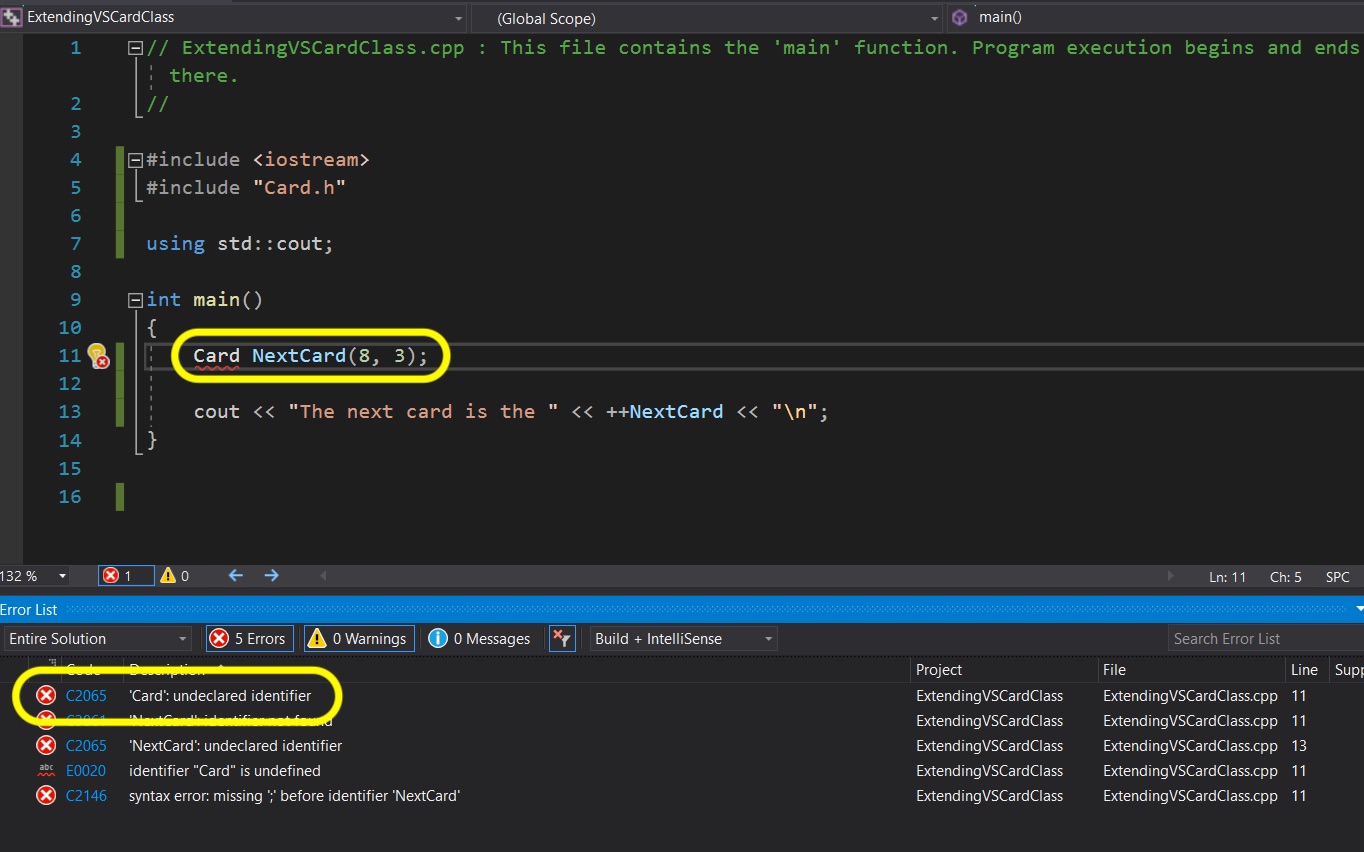 ExtendingVSCardClass (Global Scope) main()
1 // ExtendingVSCardClass.cpp : This file contains the 'main' function. Program execution begins and ends
there.
2 //
3
4 #include <iostream>
5 #include "Card.h"
6
7 using std::cout;
8
9 int main()
10 {
11 Card NextCard(8, 3);
12
13 cout << "The next card is the " << ++NextCard << "\n";
14 }
15
16
132 % 1 0 Ln: 11 Ch: 5 SPC
Error List
Entire Solution 5 Errors 0 Warnings 0 Messages Build + IntelliSense Search Error List
Code Description Project File Line Supp
C2065 'Card': undeclared identifier ExtendingVSCardClass ExtendingVSCardClass.cpp 11
C3861 'NextCard': identifier not found ExtendingVSCardClass ExtendingVSCardClass.cpp 11
C2065 'NextCard': undeclared identifier ExtendingVSCardClass ExtendingVSCardClass.cpp 13
abc E0020 identifier "Card" is undefined ExtendingVSCardClass ExtendingVSCardClass.cpp 11
C2146 syntax error: missing ';' before identifier 'NextCard' ExtendingVSCardClass ExtendingVSCardClass.cpp 11